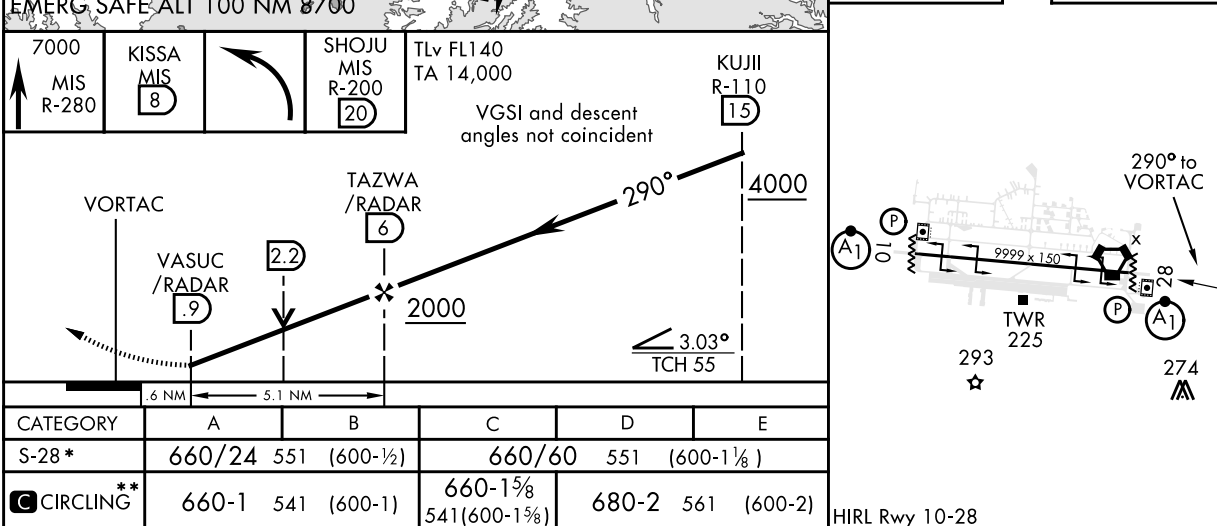 EMERG SAFE ALT 100 NM 8700
7000
MIS
R-280
KISSA
MIS
8
SHOJU
MIS
R-200
20
TLv FL140
TA 14,000
VGSI and descent
angles not coincident
KUJII
R-110
15
290°
4000
VORTAC
TAZWA
/RADAR
6
2.2
VASUC
/RADAR
.9
2000
3.03°
TCH 55
.6 NM
5.1 NM
CATEGORY A B C D E
S-28 * 660/24 551 (600-½) 660/60 551 (600-1⅛)
C CIRCLING ** 660-1 541 (600-1) 660-1⅝ 541(600-1⅝) 680-2 561 (600-2)
290° to
VORTAC
P
A1
10
9999 x 150
X
28
P
A1
TWR
225
293
274
HIRL Rwy 10-28